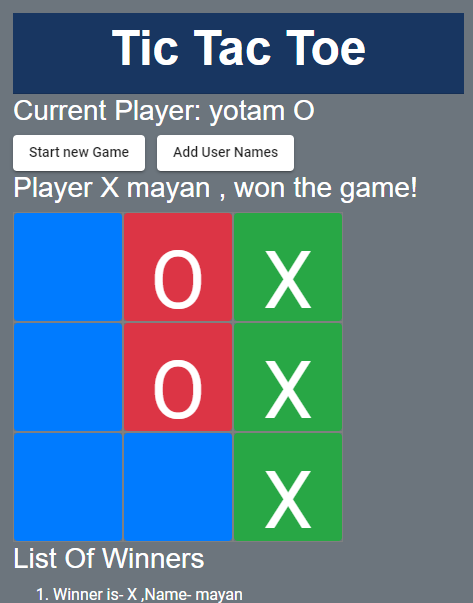 Tic Tac Toe
Current Player: yotam O
Start new Game Add User Names
Player X mayan , won the game!
O X
O X
X
List Of Winners
1. Winner is- X ,Name- mayan